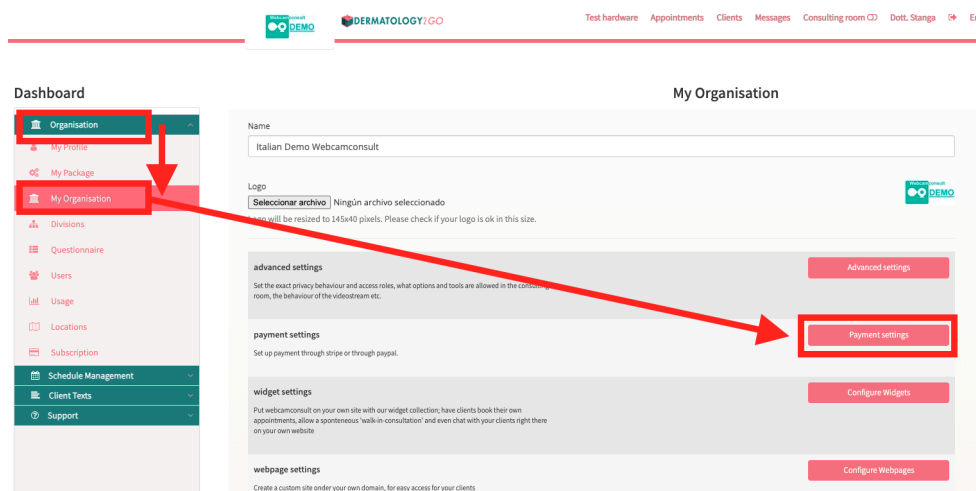 Webcamconsult
DEMO
DERMATOLOGY2GO
Test hardware Appointments Clients Messages Consulting room Dott. Stanga
Dashboard
My Organisation
Organisation
My Profile
My Package
My Organisation
Divisions
Questionnaire
Users
Usage
Locations
Subscription
Schedule Management
Client Texts
Support
Name
Italian Demo Webcamconsult
Logo
Seleccionar archivo Ningún archivo seleccionado
Logo will be resized to 145x40 pixels. Please check if your logo is ok in this size.
Webcamconsult
DEMO
advanced settings
Advanced settings
Set the exact privacy behaviour and access roles, what options and tools are allowed in the consulting
room, the behaviour of the videostream etc.
payment settings
Payment settings
Set up payment through stripe or through paypal.
widget settings
Configure Widgets
Put webcamconsult on your own site with our widget collection; have clients book their own
appointments, allow a sponteneous 'walk-in-consultation' and even chat with your clients right there
on your own website
webpage settings
Configure Webpages
Create a custom site onder your own domain, for easy access for your clients